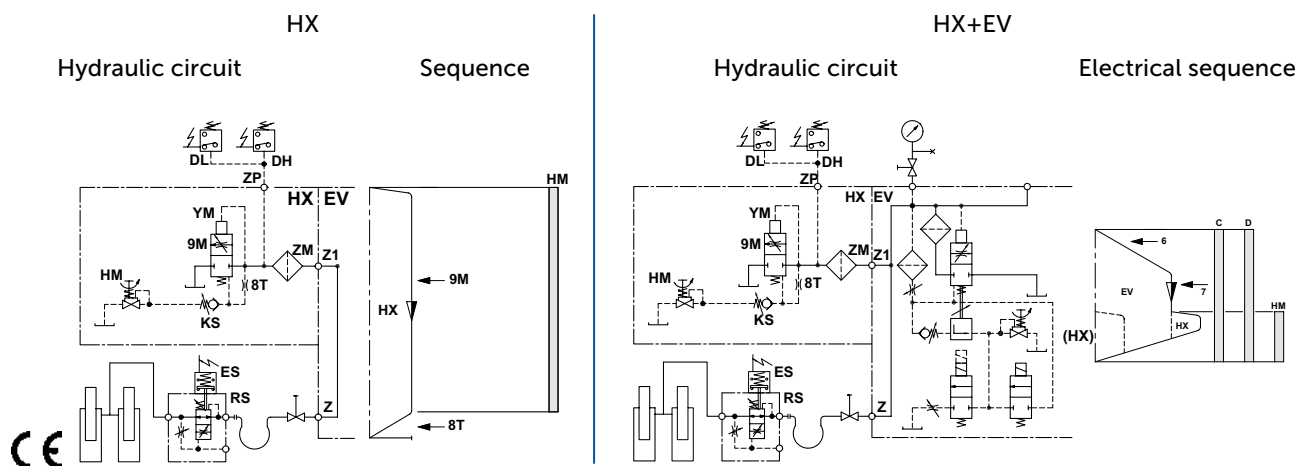 HX
HX+EV
Hydraulic circuit
Sequence
Hydraulic circuit
Electrical sequence
DL
DH
ZP
HX
EV
YM
9M
ZM
Z1
HM
8T
KS
ES
RS
Z
HM
9M
HX
8T
DL
DH
ZP
HX
EV
YM
9M
ZM
Z1
HM
8T
KS
(HX)
ES
RS
Z
C
D
6
EV
7
HX
HM
CE